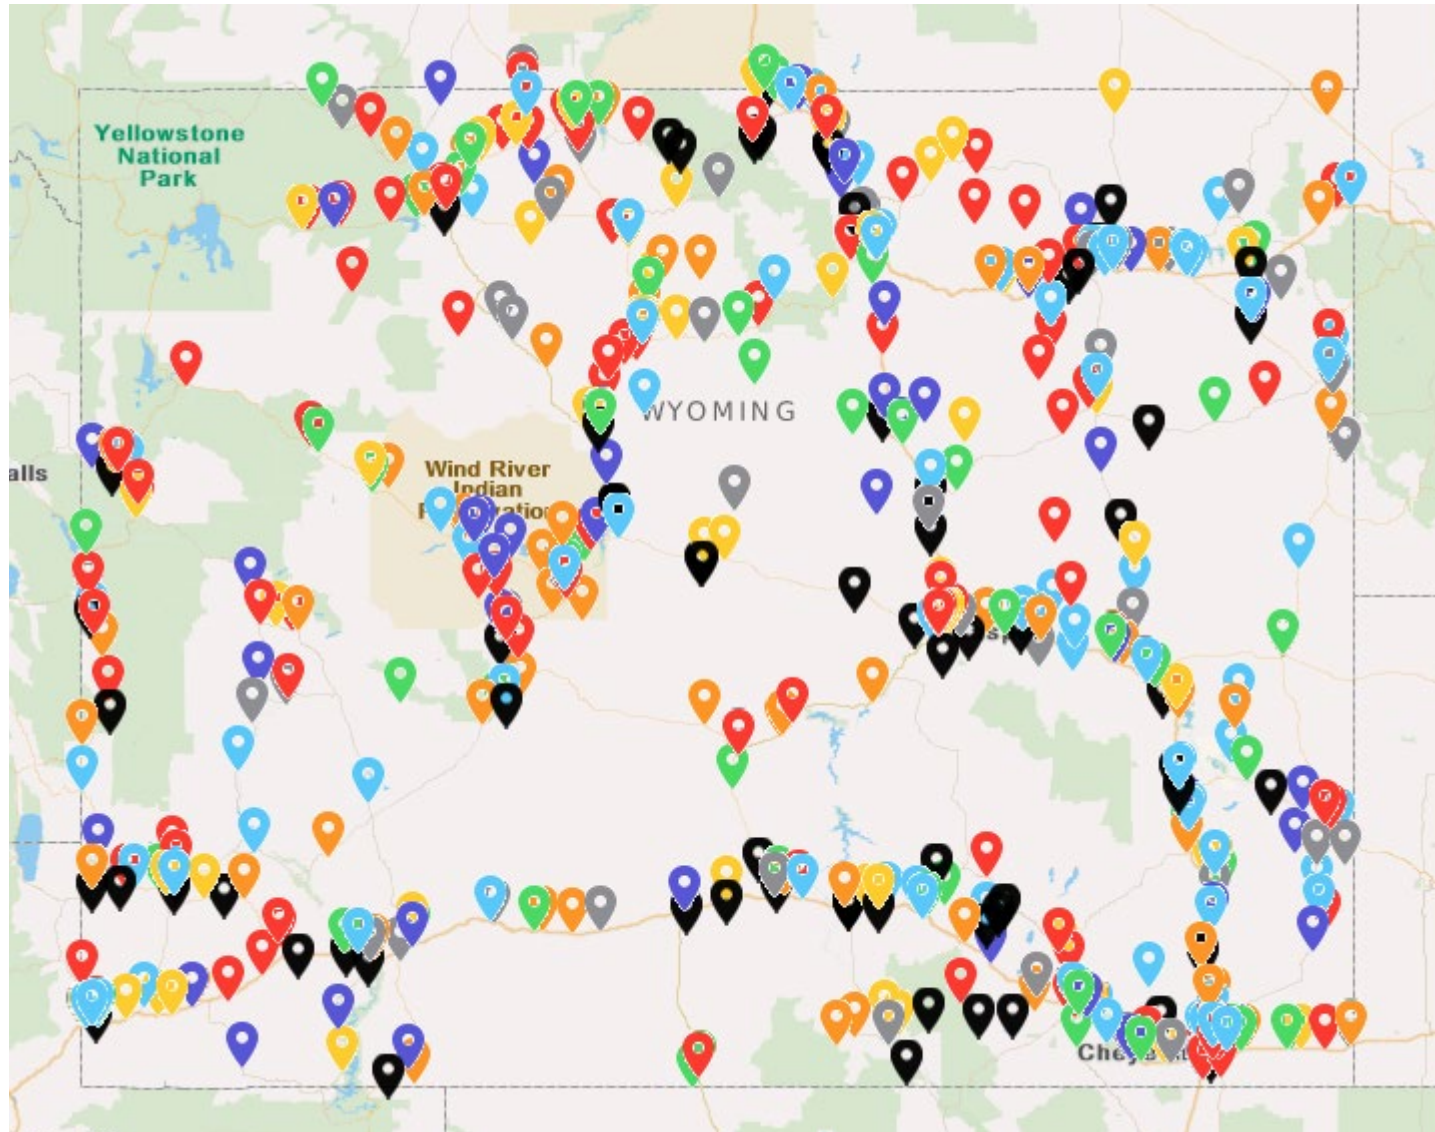 Yellowstone
National
Park
WYOMING
alls
Wind River
Indian